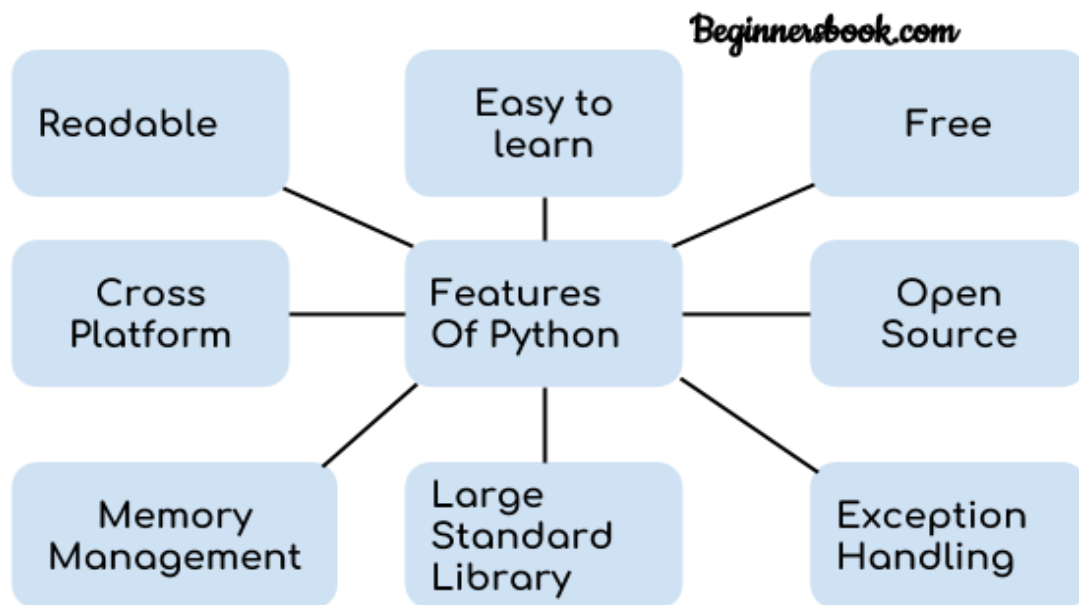 Beginnersbook.com
Readable
Easy to
learn
Free
Cross
Platform
Features
Of Python
Open
Source
Memory
Management
Large
Standard
Library
Exception
Handling